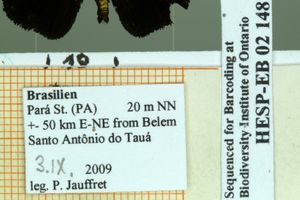 10
Brasilien
Pará St. (PA) 20 m NN
+- 50 km E-NE from Belem
Santo Antônio do Tauá
3.IX. 2009
leg. P. Jauffret
Sequenced for Barcoding at
Biodiversity Institute of Ontario
HESP-EB 02 148